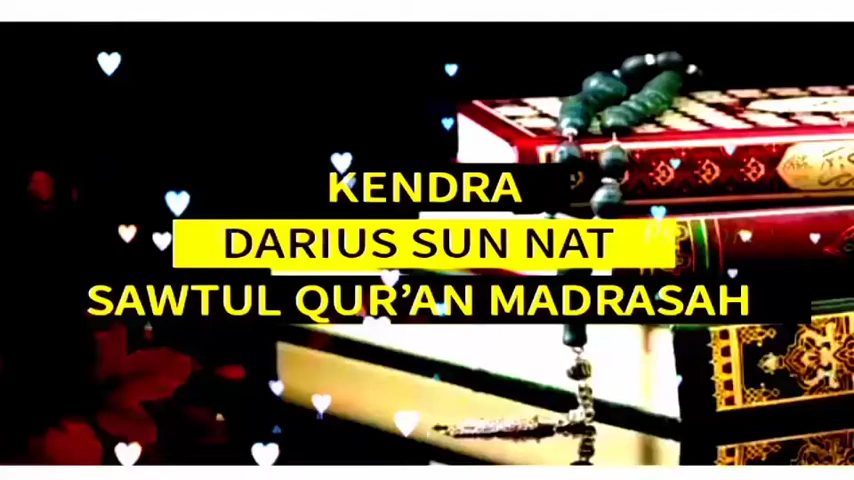 KENDRA
DARIUS SUN NAT
SAWTUL QUR’AN MADRASAH